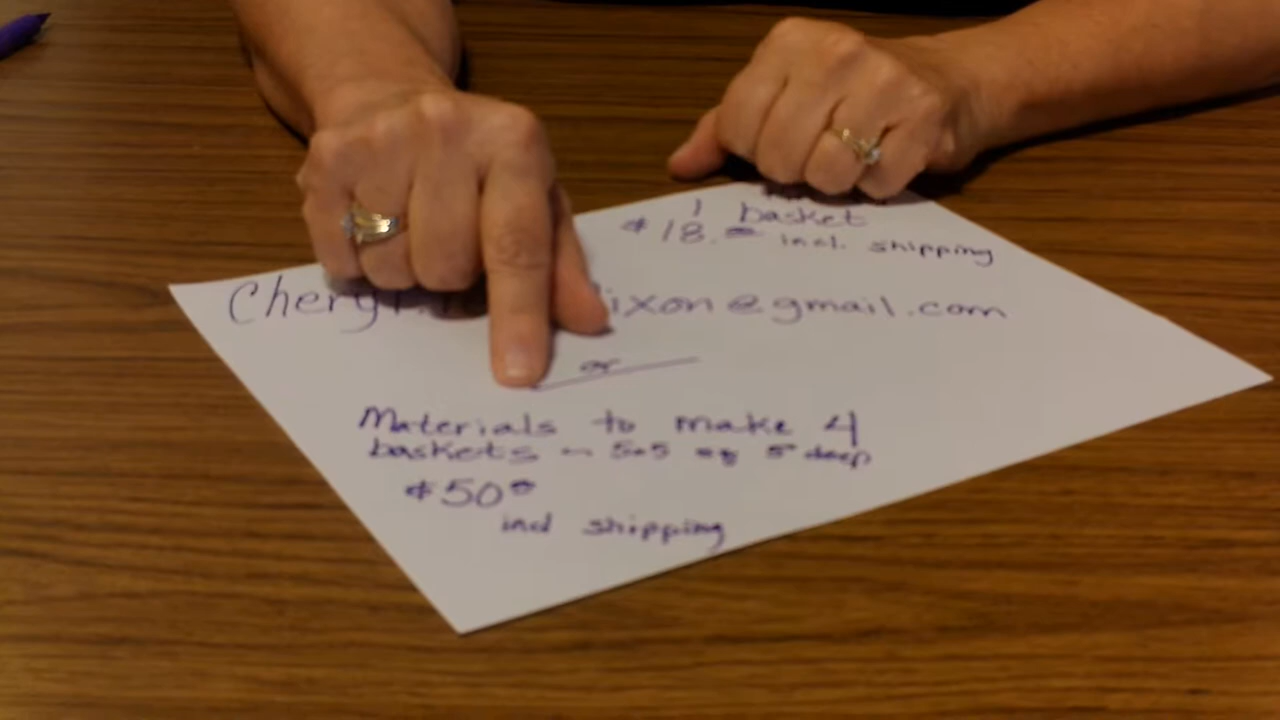 1 basket
$18.00 incl. shipping
Cheryl ixon@gmail.com
or
Materials to make 4
baskets - 5 deep
$50.00
incl shipping